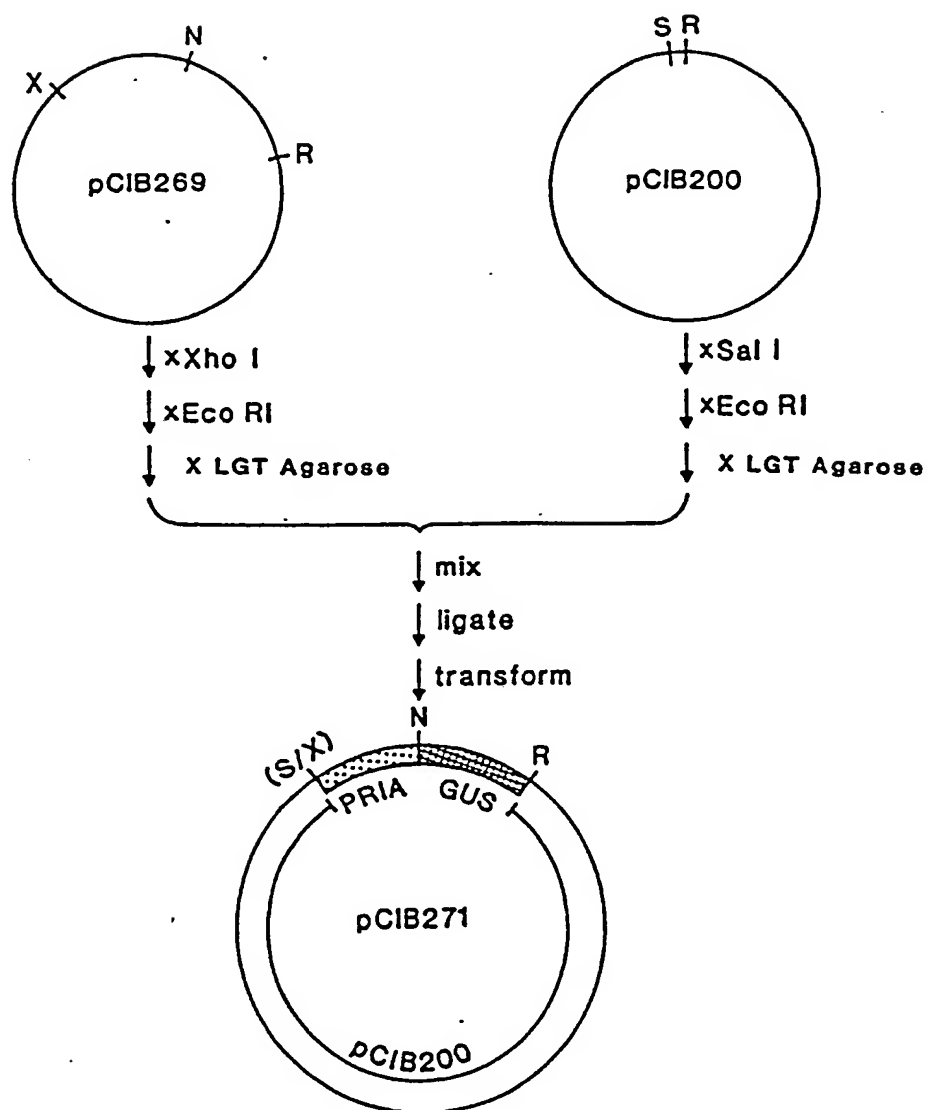 N
X
R
pCIB269
S R
pCIB200
xXho I
xEco RI
X LGT Agarose
xSal I
xEco RI
X LGT Agarose
mix
ligate
transform
N
(S/X)
R
PRIA
GUS
pCIB271
pCIB200